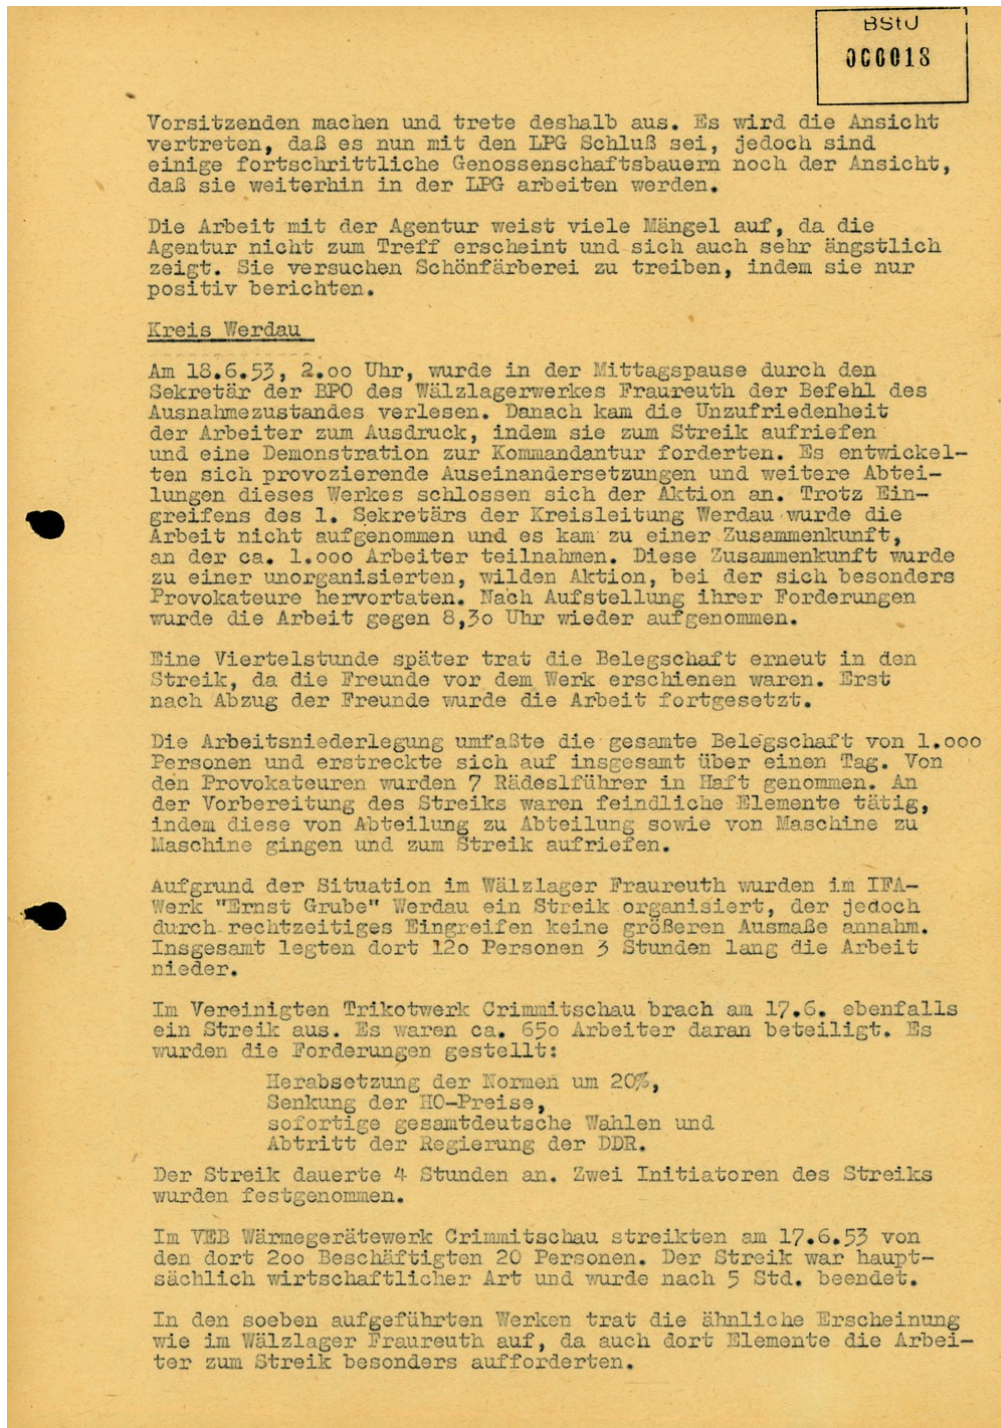 BStU
000018
Vorsitzenden machen und trete deshalb aus. Es wird die Ansicht
vertreten, daß es nun mit den LPG Schluß sei, jedoch sind
einige fortschrittliche Genossenschaftsbauern noch der Ansicht,
daß sie weiterhin in der LPG arbeiten werden.
Die Arbeit mit der Agentur weist viele Mängel auf, da die
Agentur nicht zum Treff erscheint und sich auch sehr ängstlich
zeigt. Sie versuchen Schönfärberei zu treiben, indem sie nur
positiv berichten.
Kreis Werdau
Am 18.6.53, 2.oo Uhr, wurde in der Mittagspause durch den
Sekretär der BPO des Wälzlagerwerkes Fraureuth der Befehl des
Ausnahmezustandes verlesen. Danach kam die Unzufriedenheit
der Arbeiter zum Ausdruck, indem sie zum Streik aufriefen
und eine Demonstration zur Kommandantur forderten. Es entwickel-
ten sich provozierende Auseinandersetzungen und weitere Abtei-
lungen dieses Werkes schlossen sich der Aktion an. Trotz Ein-
greifens des 1. Sekretärs der Kreisleitung Werdau wurde die
Arbeit nicht aufgenommen und es kam zu einer Zusammenkunft,
an der ca. 1.ooo Arbeiter teilnahmen. Diese Zusammenkunft wurde
zu einer unorganisierten, wilden Aktion, bei der sich besonders
Provokateure hervortaten. Nach Aufstellung ihrer Forderungen
wurde die Arbeit gegen 8,3o Uhr wieder aufgenommen.
Eine Viertelstunde später trat die Belegschaft erneut in den
Streik, da die Freunde vor dem Werk erschienen waren. Erst
nach Abzug der Freunde wurde die Arbeit fortgesetzt.
Die Arbeitsniederlegung umfaßte die gesamte Belegschaft von 1.ooo
Personen und erstreckte sich auf insgesamt über einen Tag. Von
den Provokateuren wurden 7 Rädeslführer in Haft genommen. An
der Vorbereitung des Streiks waren feindliche Elemente tätig,
indem diese von Abteilung zu Abteilung sowie von Maschine zu
Maschine gingen und zum Streik aufriefen.
Aufgrund der Situation im Wälzlager Fraureuth wurden im IFA-
Werk "Ernst Grube" Werdau ein Streik organisiert, der jedoch
durch rechtzeitiges Eingreifen keine größeren Ausmaße annahm.
Insgesamt legten dort 12o Personen 3 Stunden lang die Arbeit
nieder.
Im Vereinigten Trikotwerk Crimmitschau brach am 17.6. ebenfalls
ein Streik aus. Es waren ca. 65o Arbeiter daran beteiligt. Es
wurden die Forderungen gestellt:
Herabsetzung der Normen um 20%,
Senkung der HO-Preise,
sofortige gesamtdeutsche Wahlen und
Abtritt der Regierung der DDR.
Der Streik dauerte 4 Stunden an. Zwei Initiatoren des Streiks
wurden festgenommen.
Im VEB Wärmegerätewerk Crimmitschau streikten am 17.6.53 von
den dort 2oo Beschäftigten 20 Personen. Der Streik war haupt-
sächlich wirtschaftlicher Art und wurde nach 5 Std. beendet.
In den soeben aufgeführten Werken trat die ähnliche Erscheinung
wie im Wälzlager Fraureuth auf, da auch dort Elemente die Arbei-
ter zum Streik besonders aufforderten.